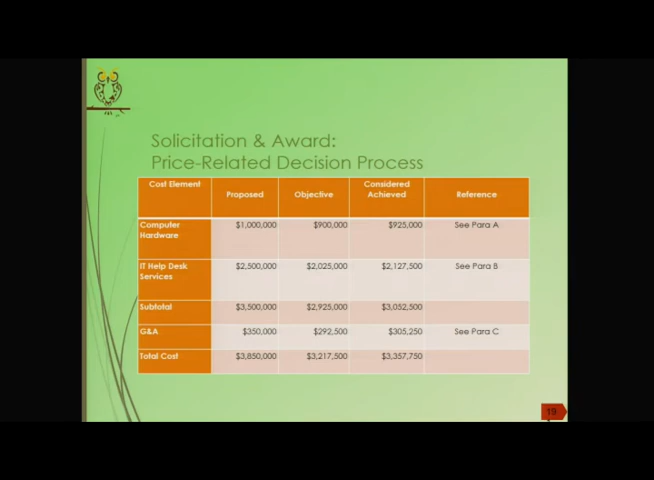 Solicitation & Award:
Price-Related Decision Process
Cost Element Proposed Objective Considered Achieved Reference
Computer Hardware $1,000,000 $900,000 $925,000 See Para A
IT Help Desk Services $2,500,000 $2,025,000 $2,127,500 See Para B
Subtotal $3,500,000 $2,925,000 $3,052,500
G&A $350,000 $292,500 $305,250 See Para C
Total Cost $3,850,000 $3,217,500 $3,357,750
19